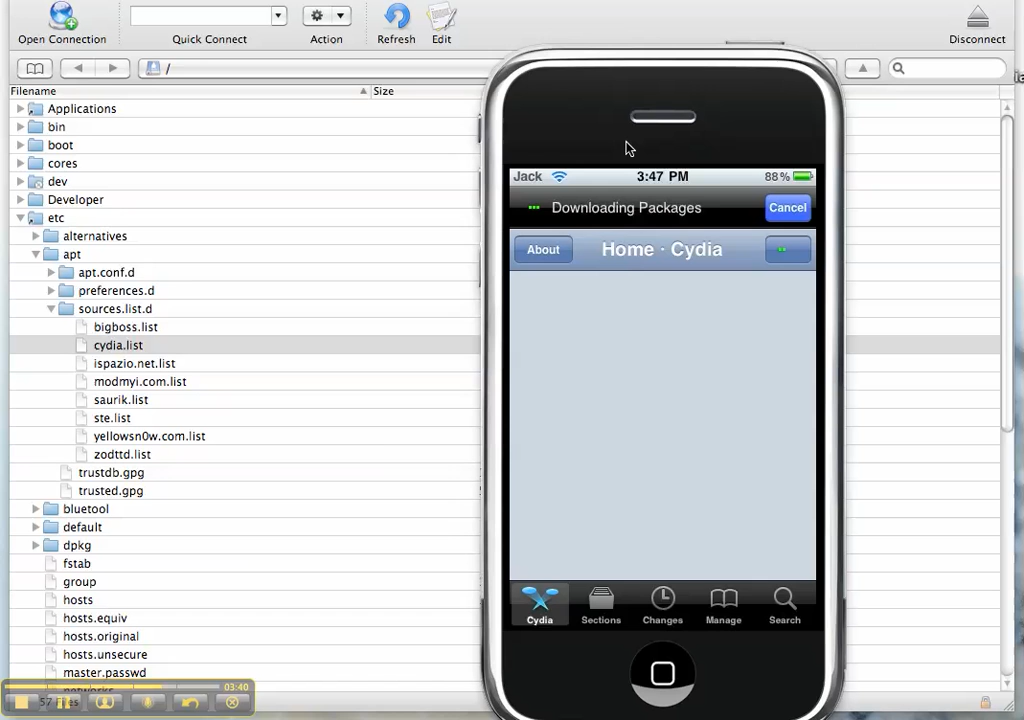 Open Connection
Quick Connect
Action
Refresh
Edit
Disconnect
/
Filename
Size
Applications
bin
boot
cores
dev
Developer
etc
alternatives
apt
apt.conf.d
preferences.d
sources.list.d
bigboss.list
cydia.list
ispazio.net.list
modmyi.com.list
saurik.list
ste.list
yellowsn0w.com.list
zodttd.list
trustdb.gpg
trusted.gpg
bluetool
default
dpkg
fstab
group
hosts
hosts.equiv
hosts.original
hosts.unsecure
master.passwd
03:40
57
Jack
3:47 PM
88%
Downloading Packages
Cancel
About
Home · Cydia
Cydia
Sections
Changes
Manage
Search